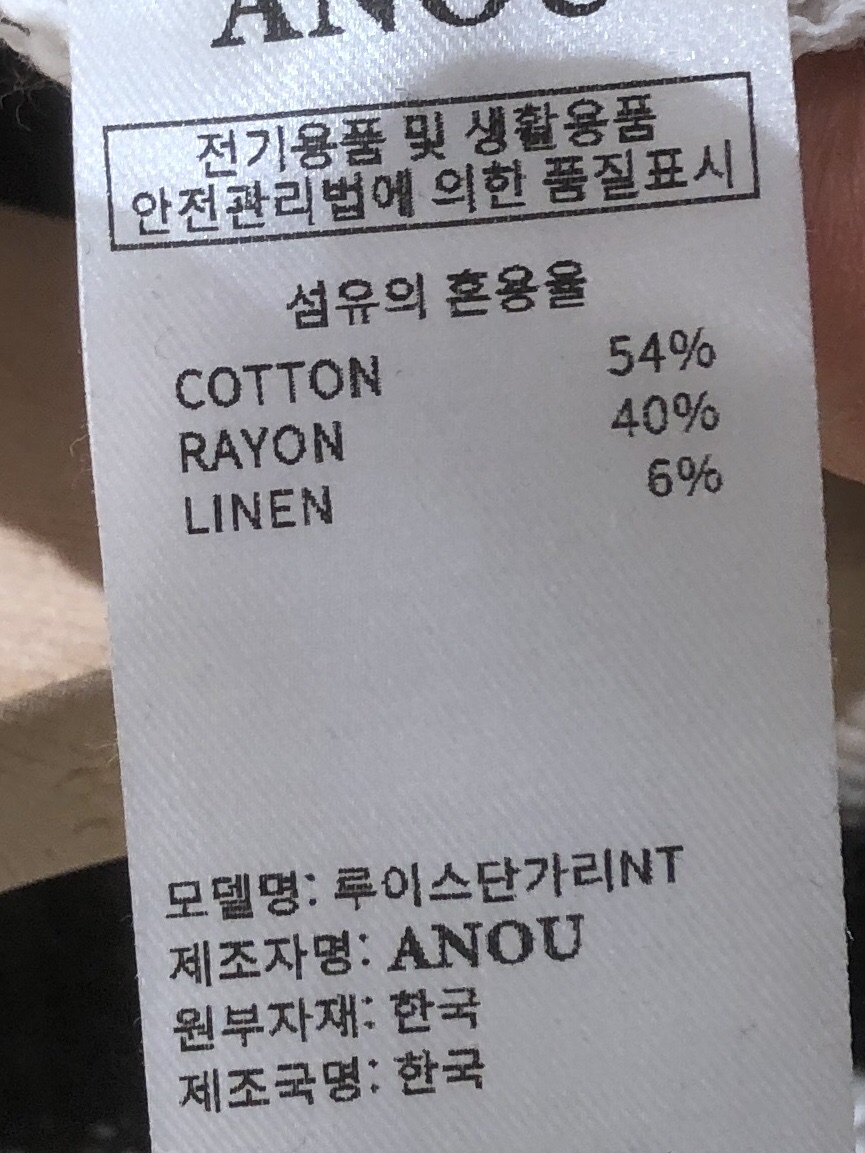 ANOU
전기용품 및 생활용품
안전관리법에 의한 품질표시
섬유의 혼용율
COTTON 54%
RAYON 40%
LINEN 6%
모델명: 루이스단가리NT
제조자명: ANOU
원부자재: 한국
제조국명: 한국